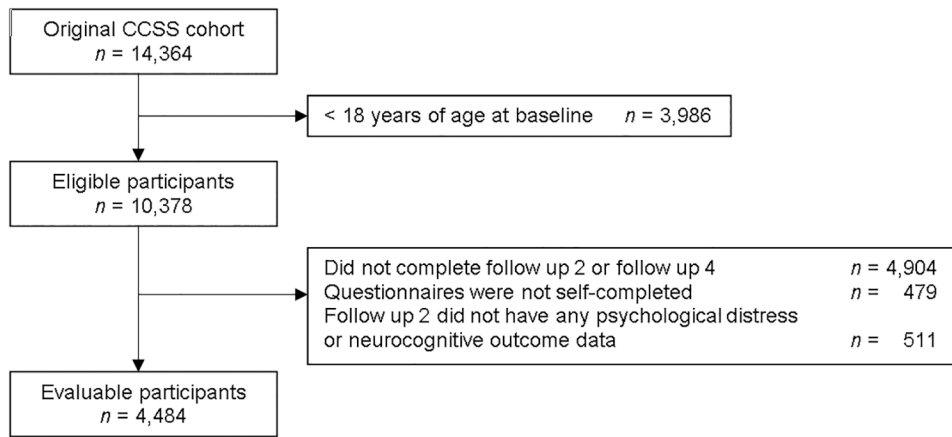 Original CCSS cohort
n = 14,364
< 18 years of age at baseline n = 3,986
Eligible participants
n = 10,378
Did not complete follow up 2 or follow up 4 n = 4,904
Questionnaires were not self-completed n = 479
Follow up 2 did not have any psychological distress
or neurocognitive outcome data n = 511
Evaluable participants
n = 4,484